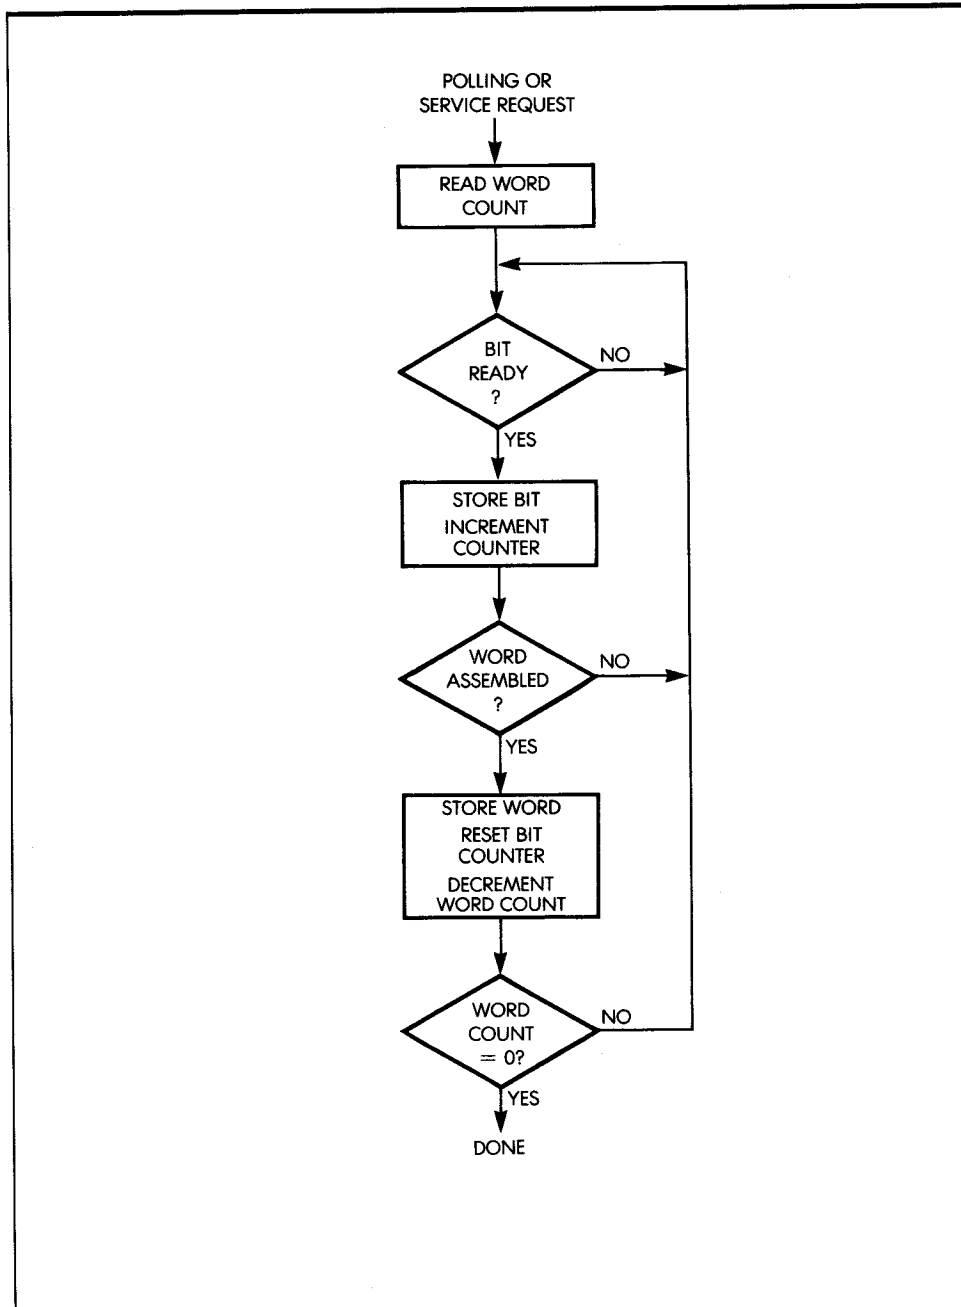 POLLING OR
SERVICE REQUEST
READ WORD
COUNT
BIT
READY
?
NO
YES
STORE BIT
INCREMENT
COUNTER
WORD
ASSEMBLED
?
NO
YES
STORE WORD
RESET BIT
COUNTER
DECREMENT
WORD COUNT
WORD
COUNT
= 0?
NO
YES
DONE